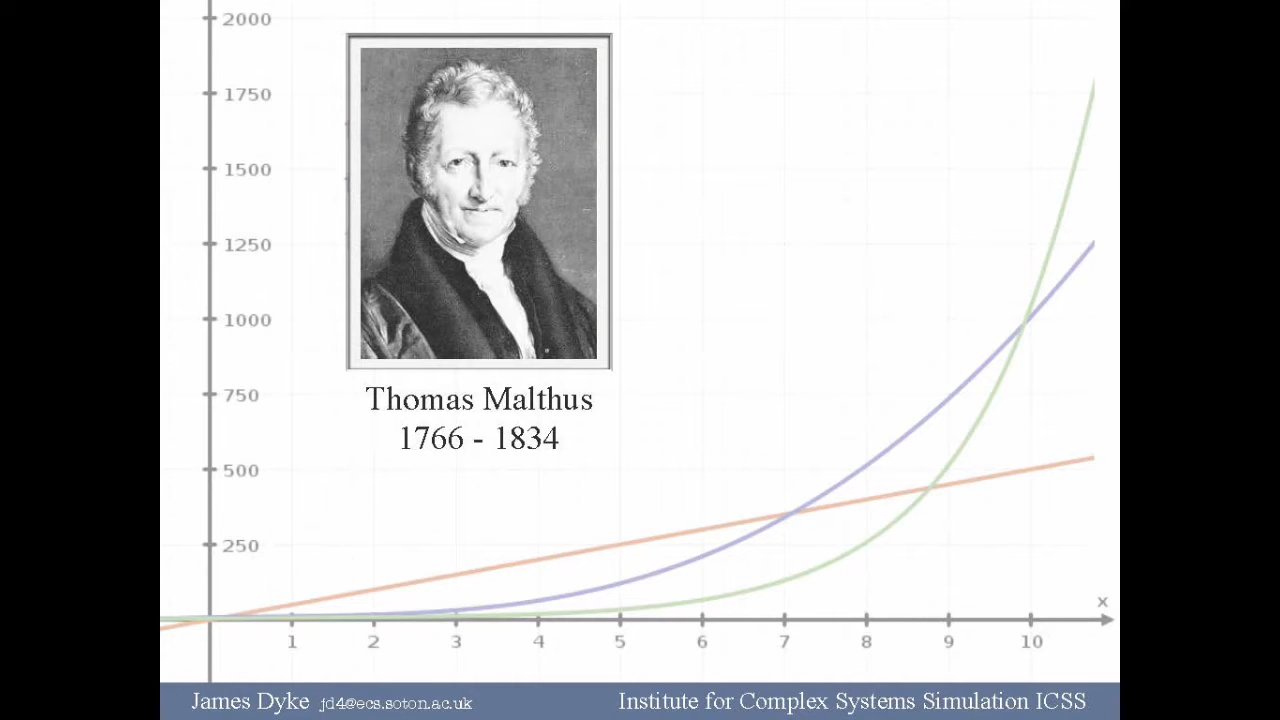 2000
1750
1500
1250
1000
750
500
250
Thomas Malthus
1766 - 1834
x
1 2 3 4 5 6 7 8 9 10
James Dyke jd4@ecs.soton.ac.uk Institute for Complex Systems Simulation ICSS